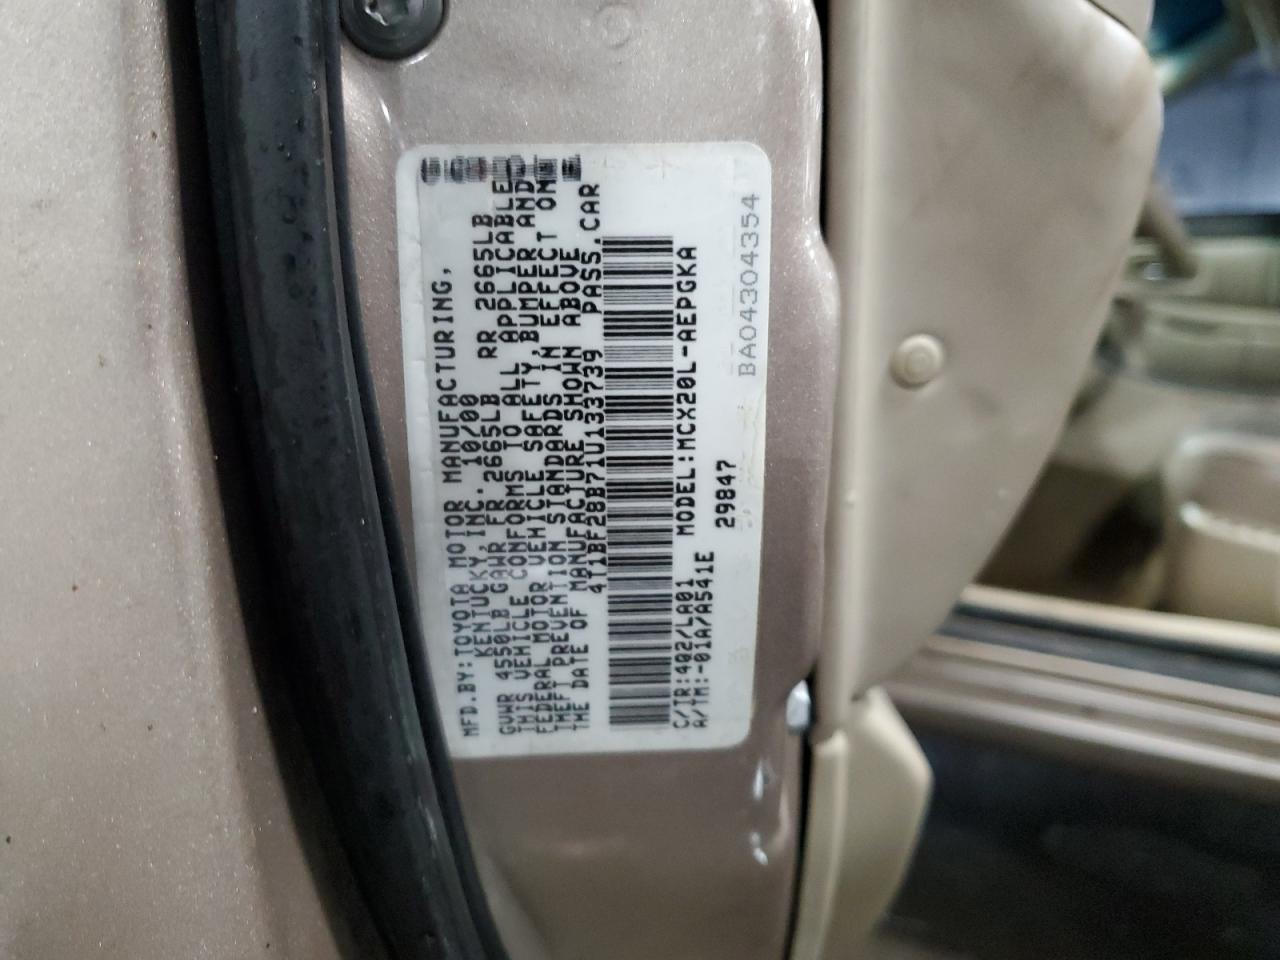 MFD.BY:TOYOTA MOTOR MANUFACTURING,
KENTUCKY,INC. 10/00
GVWR 4550LB GAWR FR 2665LB RR 2665LB
THIS VEHICLE CONFORMS TO ALL APPLICABLE
FEDERAL MOTOR VEHICLE SAFETY,BUMPER AND
THEFT PREVENTION STANDARDS IN EFFECT ON
THE DATE OF MANUFACTURE SHOWN ABOVE
4T1BF28B71U133739 PASS.CAR
C/TR:4Q2/LA01 MODEL:MCX20L-AEPGKA
A/TM:-01A/A541E
29847
BA04304354